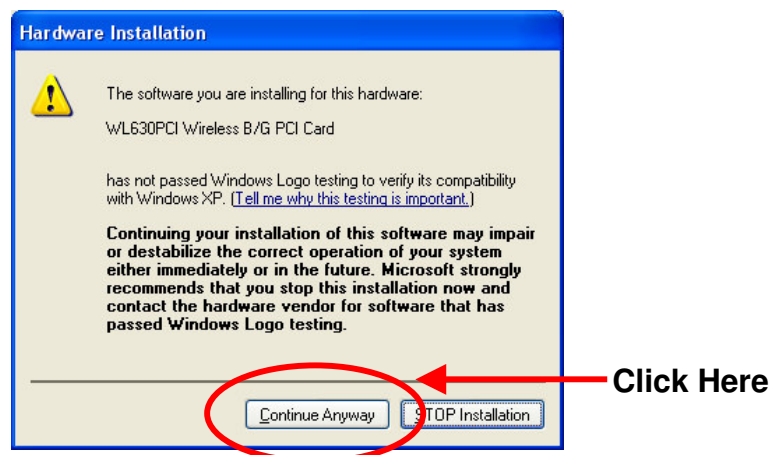 Hardware Installation
The software you are installing for this hardware:
WL630PCI Wireless B/G PCI Card
has not passed Windows Logo testing to verify its compatibility
with Windows XP. (Tell me why this testing is important.)
Continuing your installation of this software may impair
or destabilize the correct operation of your system
either immediately or in the future. Microsoft strongly
recommends that you stop this installation now and
contact the hardware vendor for software that has
passed Windows Logo testing.
Click Here
Continue Anyway
STOP Installation